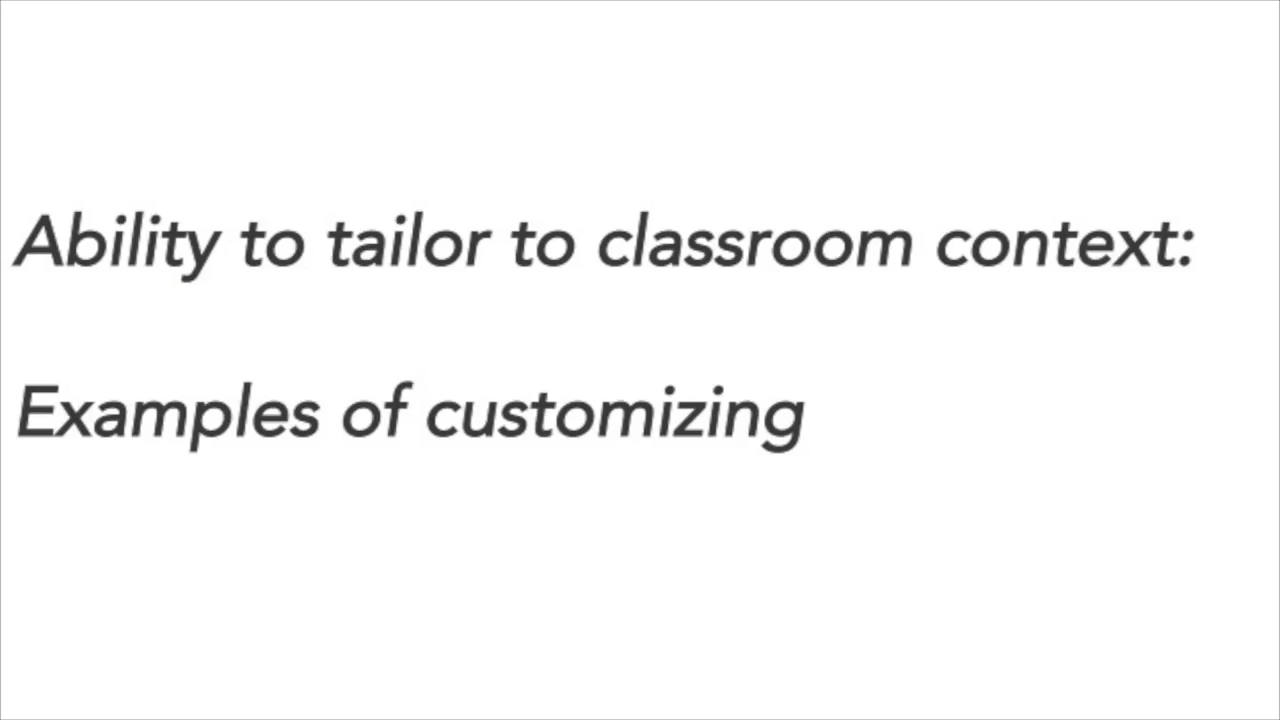 Ability to tailor to classroom context:
Examples of customizing